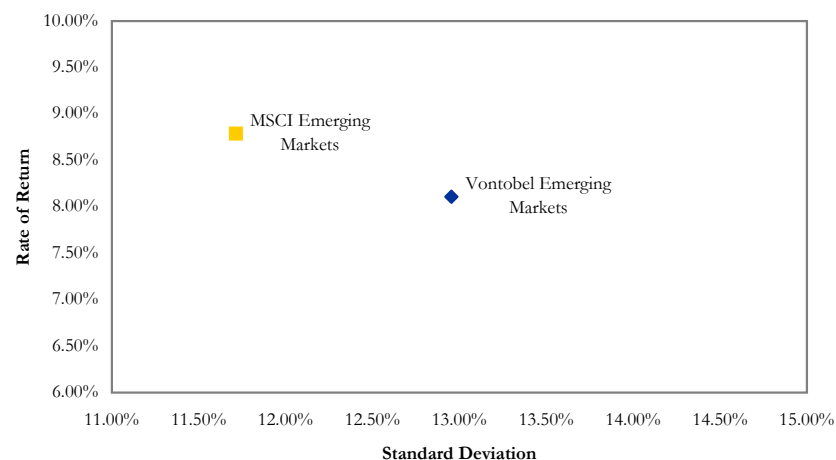 10.00%
9.50%
9.00%
8.50%
8.00%
7.50%
7.00%
6.50%
6.00%
Rate of Return
MSCI Emerging
Markets
Vontobel Emerging
Markets
11.00% 11.50% 12.00% 12.50% 13.00% 13.50% 14.00% 14.50% 15.00%
Standard Deviation